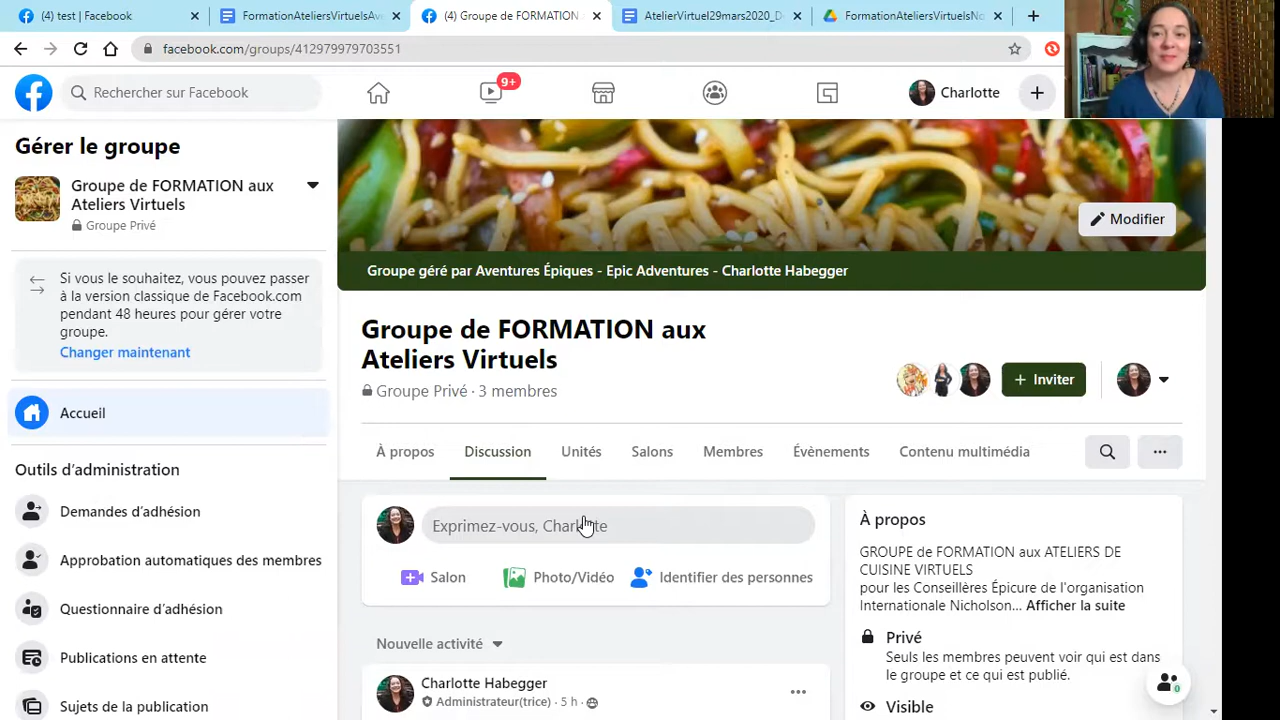 (4) test | Facebook
FormationAteliersVirtuelsAve
(4) Groupe de FORMATION a
AtelierVirtuel29mars2020_D
FormationAteliersVirtuelsNo
facebook.com/groups/412979979703551
Rechercher sur Facebook
9+
Charlotte
Gérer le groupe
Groupe de FORMATION aux
Ateliers Virtuels
Groupe Privé
Si vous le souhaitez, vous pouvez passer
à la version classique de Facebook.com
pendant 48 heures pour gérer votre
groupe.
Changer maintenant
Accueil
Outils d’administration
Demandes d’adhésion
Approbation automatiques des membres
Questionnaire d’adhésion
Publications en attente
Sujets de la publication
Modifier
Groupe géré par Aventures Épiques - Epic Adventures - Charlotte Habegger
Groupe de FORMATION aux
Ateliers Virtuels
Groupe Privé · 3 membres
+ Inviter
À propos
Discussion
Unités
Salons
Membres
Évènements
Contenu multimédia
Exprimez-vous, Charlotte
Salon
Photo/Vidéo
Identifier des personnes
Nouvelle activité
Charlotte Habegger
Administrateur(trice) · 5 h ·
À propos
GROUPE de FORMATION aux ATELIERS DE
CUISINE VIRTUELS
pour les Conseillères Épicure de l'organisation
Internationale Nicholson... Afficher la suite
Privé
Seuls les membres peuvent voir qui est dans
le groupe et ce qui est publié.
Visible
0